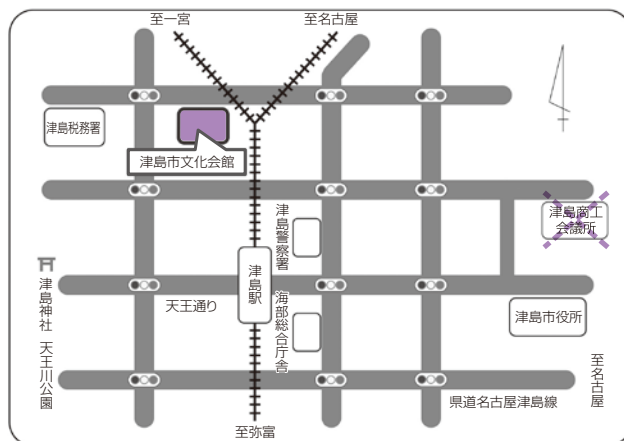 至一宮
至名古屋
津島税務署
津島市文化会館
津島商工
会議所
津島警察署
津島駅
津島神社 天王川公園
天王通り
海部総合庁舎
津島市役所
至名古屋
県道名古屋津島線
至弥富